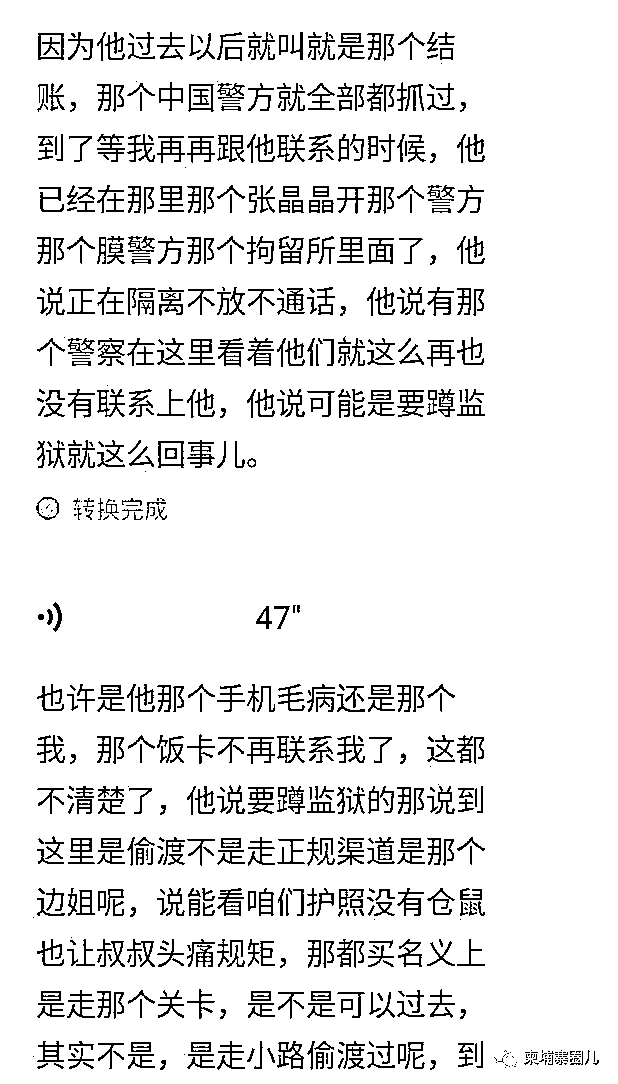 因为他过去以后就叫就是那个结
账，那个中国警方就全部都抓过，
到了等我再再跟他联系的时候，他
已经在那里那个张晶晶开那个警方
那个膜警方那个拘留所里面了，他
说正在隔离不放不通话，他说有那
个警察在这里看着他们就这么再也
没有联系上他，他说可能是要蹲监
狱就这么回事儿。
转换完成
47"
也许是他那个手机毛病还是那个
我，那个饭卡不再联系我了，这都
不清楚了，他说要蹲监狱的那说到
这里是偷渡不是走正规渠道是那个
边姐呢，说能看咱们护照没有仓鼠
也让叔叔头痛规矩，那都买名义上
是走那个关卡，是不是可以过去，
其实不是，是走小路偷渡过呢，到
柬埔寨圈儿